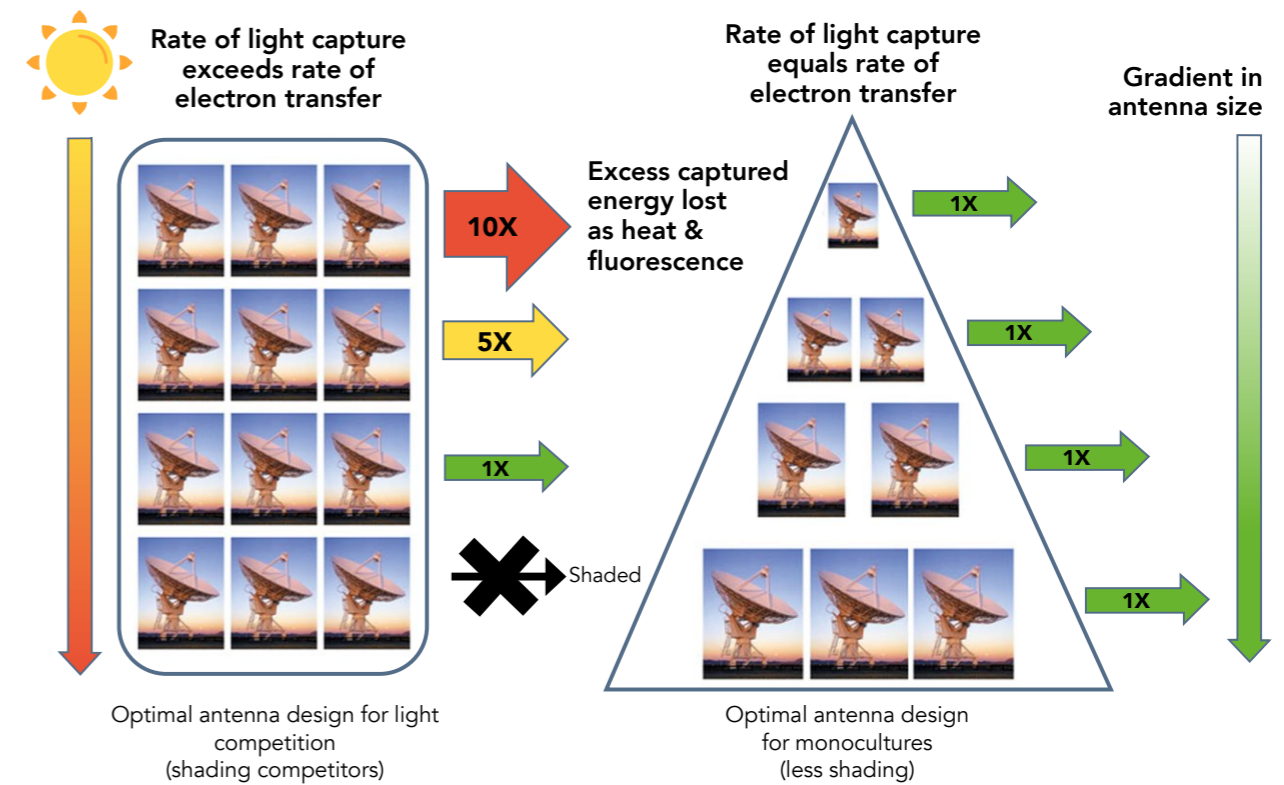 Rate of light capture
exceeds rate of
electron transfer
Rate of light capture
equals rate of
electron transfer
Gradient in
antenna size
10X
Excess captured
energy lost
as heat &
fluorescence
1X
5X
1X
1X
1X
Shaded
1X
Optimal antenna design for light
competition
(shading competitors)
Optimal antenna design
for monocultures
(less shading)